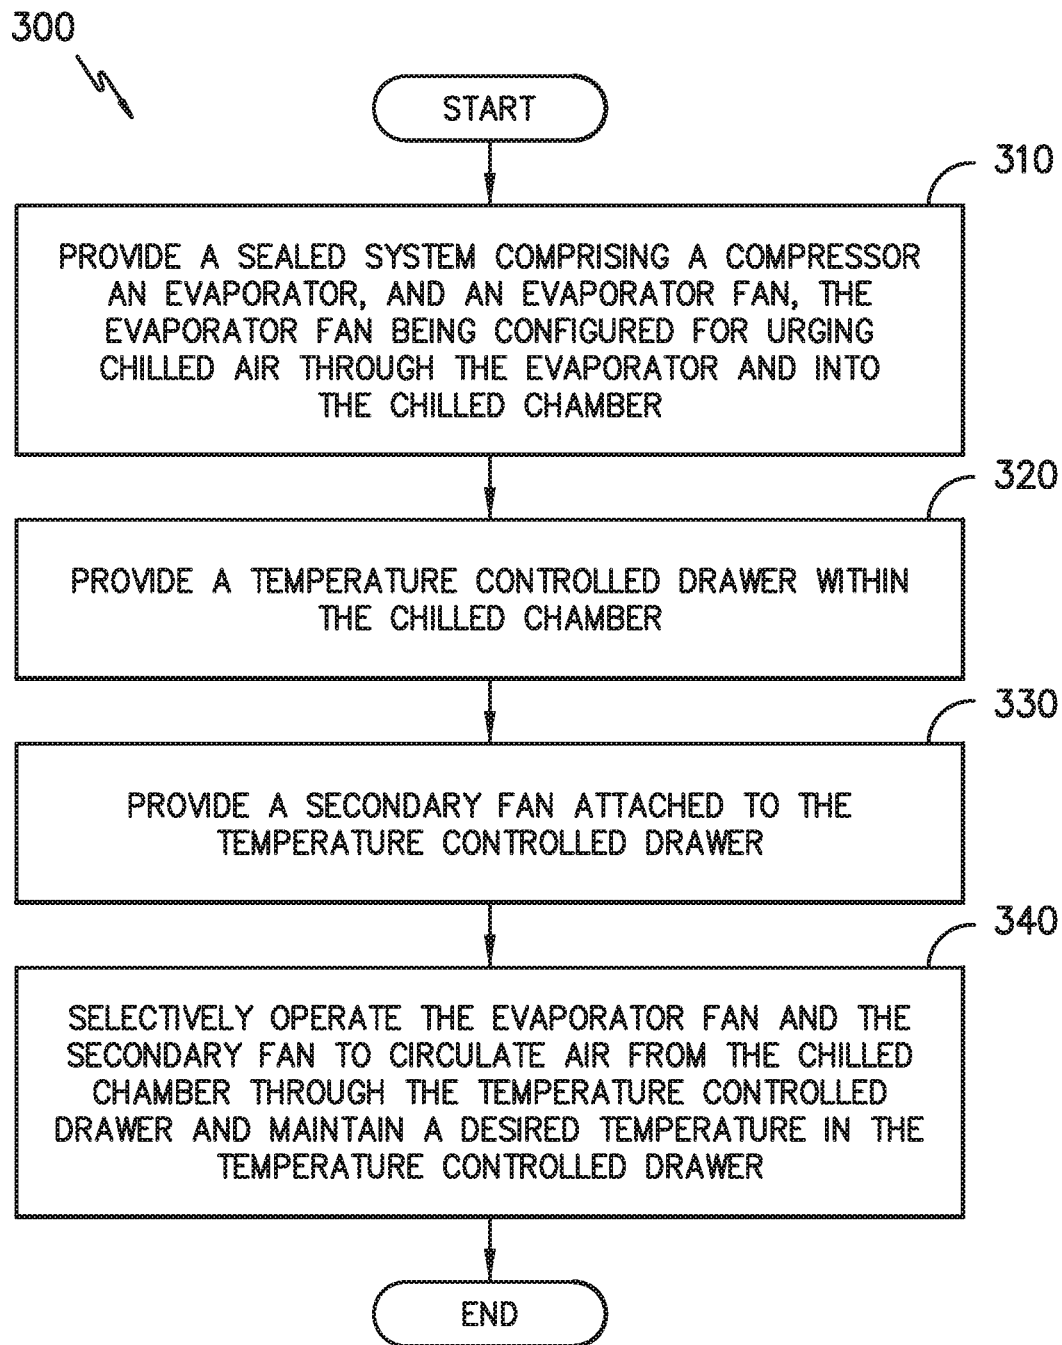 300
START
310
PROVIDE A SEALED SYSTEM COMPRISING A COMPRESSOR
AN EVAPORATOR, AND AN EVAPORATOR FAN, THE
EVAPORATOR FAN BEING CONFIGURED FOR URGING
CHILLED AIR THROUGH THE EVAPORATOR AND INTO
THE CHILLED CHAMBER
320
PROVIDE A TEMPERATURE CONTROLLED DRAWER WITHIN
THE CHILLED CHAMBER
330
PROVIDE A SECONDARY FAN ATTACHED TO THE
TEMPERATURE CONTROLLED DRAWER
340
SELECTIVELY OPERATE THE EVAPORATOR FAN AND THE
SECONDARY FAN TO CIRCULATE AIR FROM THE CHILLED
CHAMBER THROUGH THE TEMPERATURE CONTROLLED
DRAWER AND MAINTAIN A DESIRED TEMPERATURE IN THE
TEMPERATURE CONTROLLED DRAWER
END